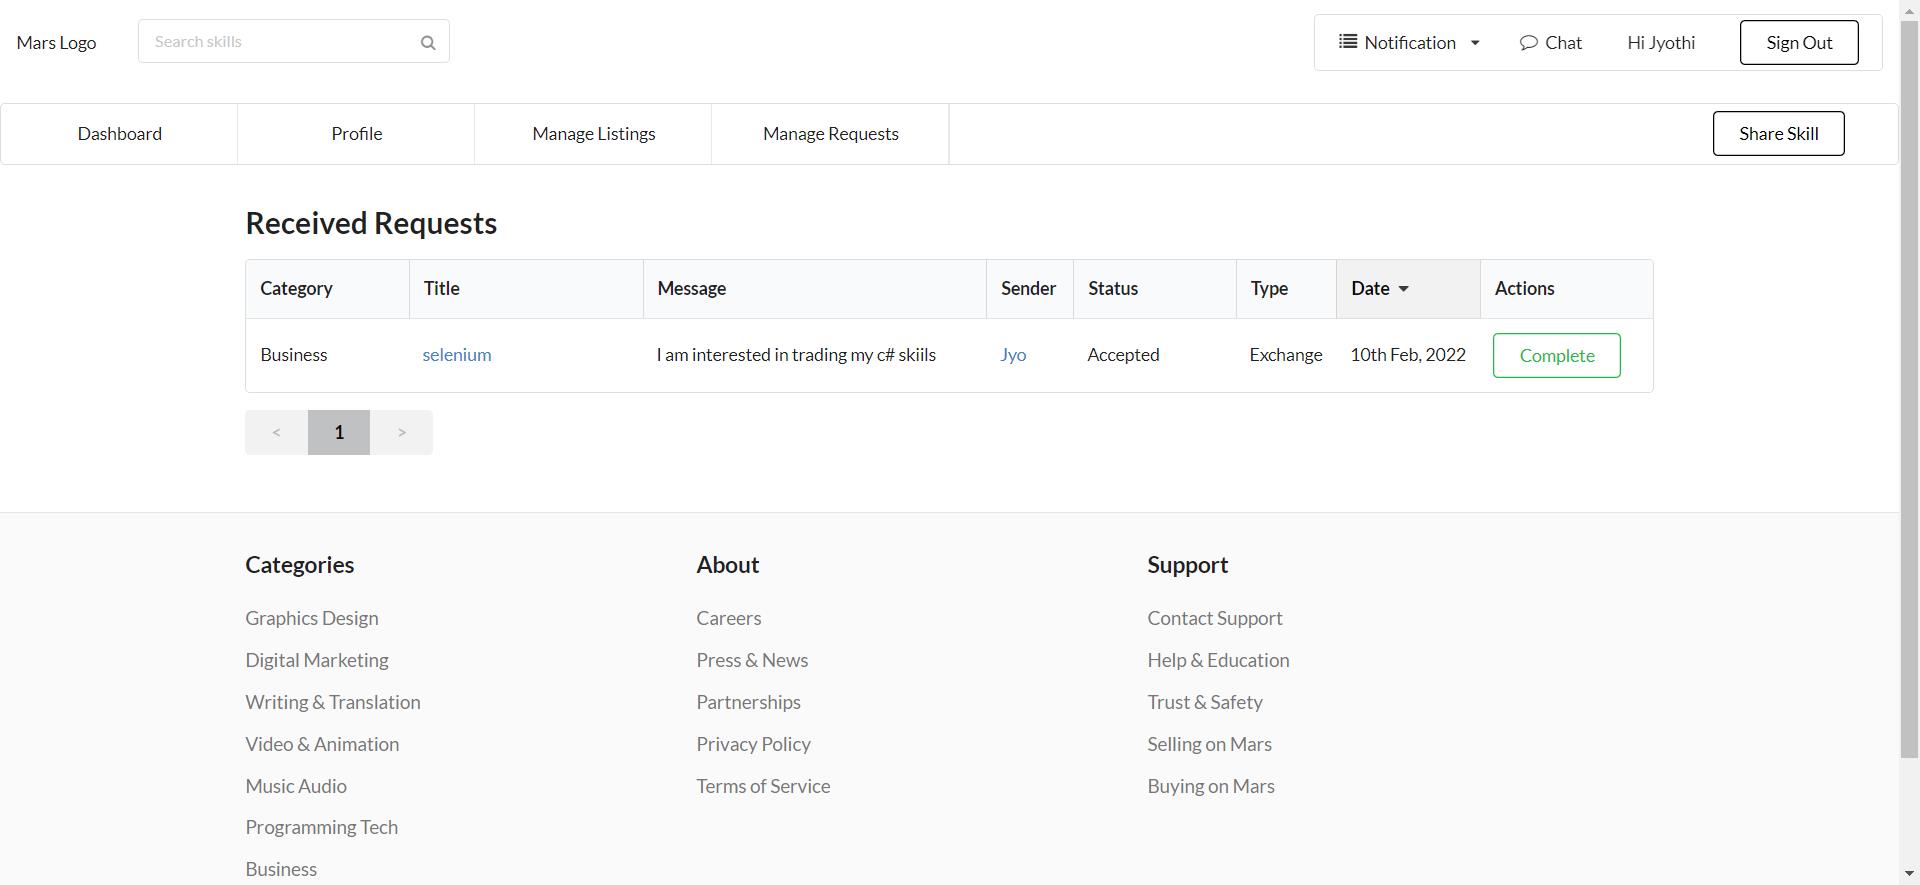 Mars Logo
Search skills
Notification
Chat
Hi Jyothi
Sign Out
Dashboard
Profile
Manage Listings
Manage Requests
Share Skill
Received Requests
Category Title Message Sender Status Type Date Actions
Business selenium I am interested in trading my c# skiils Jyo Accepted Exchange 10th Feb, 2022 Complete
< 1 >
Categories
Graphics Design
Digital Marketing
Writing & Translation
Video & Animation
Music Audio
Programming Tech
Business
About
Careers
Press & News
Partnerships
Privacy Policy
Terms of Service
Support
Contact Support
Help & Education
Trust & Safety
Selling on Mars
Buying on Mars